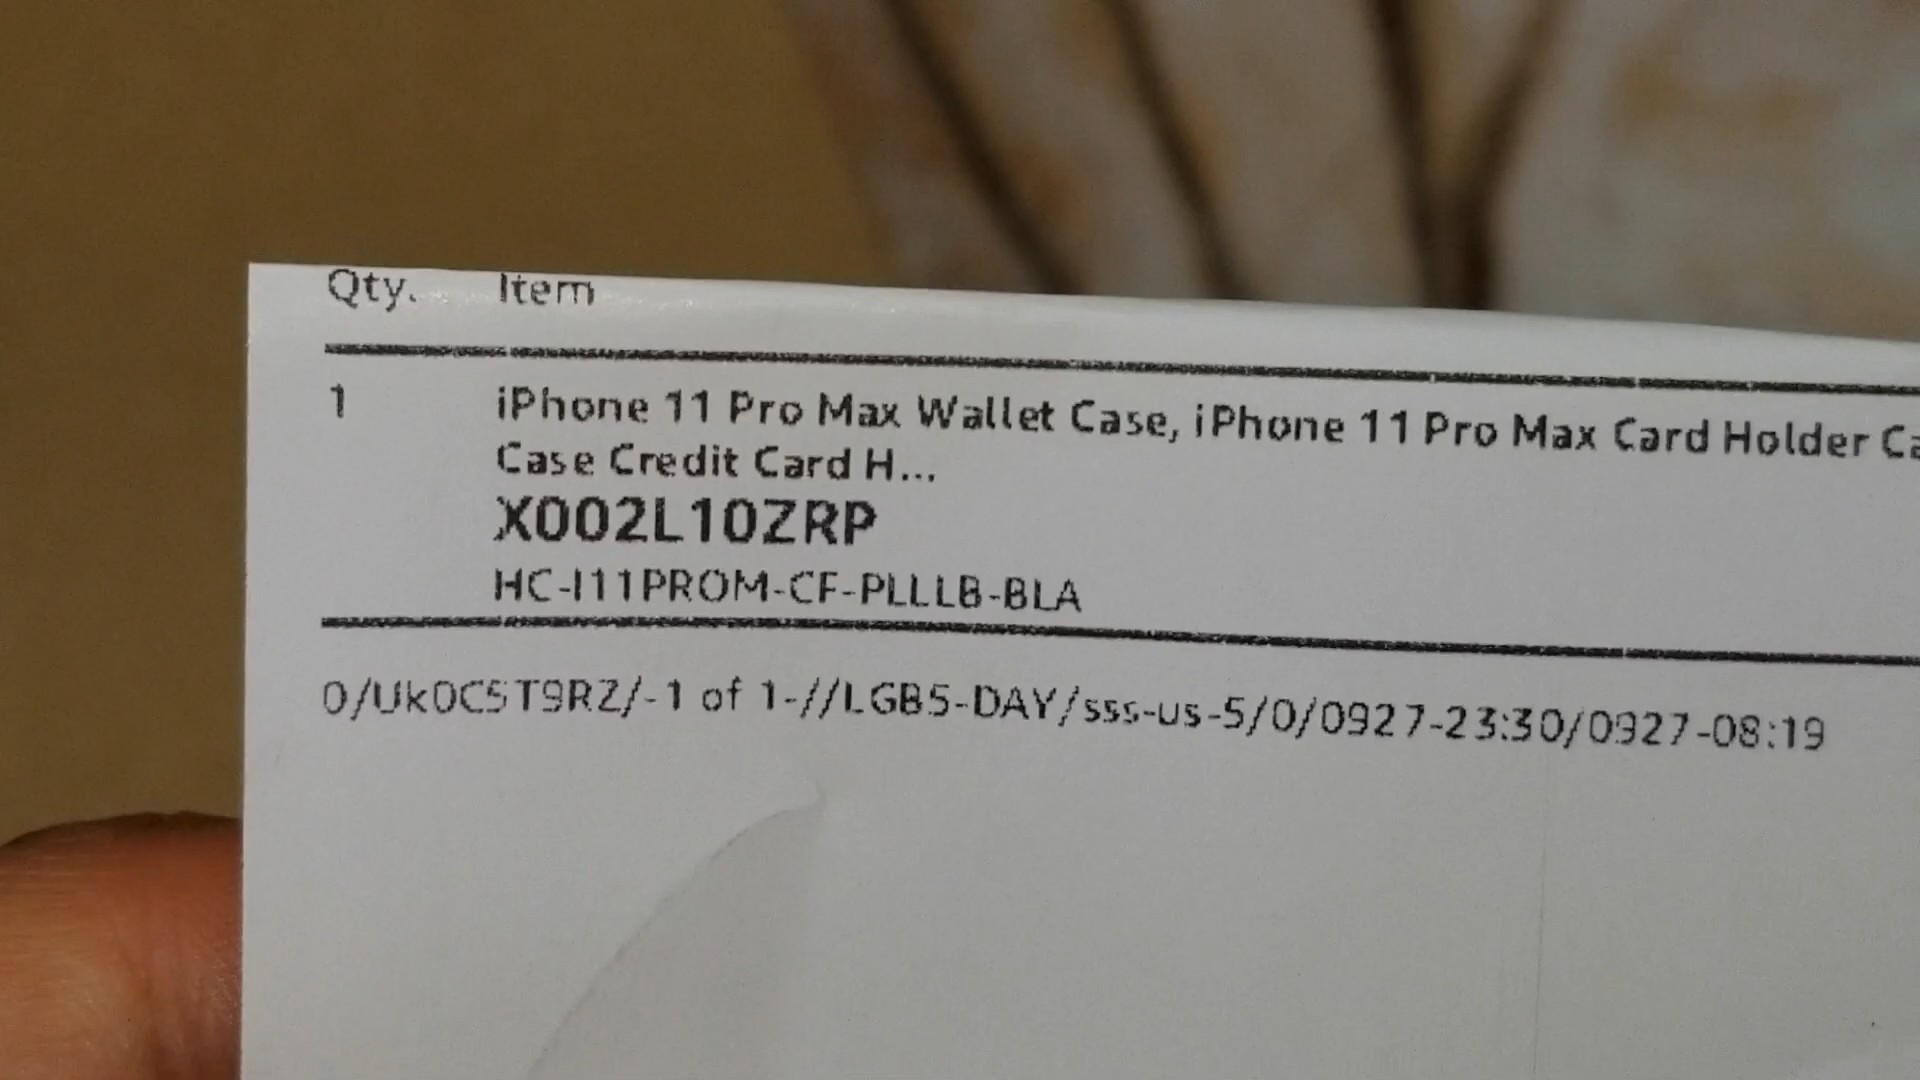 Qty. Item
1 iPhone 11 Pro Max Wallet Case, iPhone 11 Pro Max Card Holder
Case Credit Card H...
X002L10ZRP
HC-I11PROM-CF-PLLLB-BLA
0/Uk0C5T9RZ/-1 of 1-//LGB5-DAY/sss-us-5/0/0927-23:30/0927-08:19